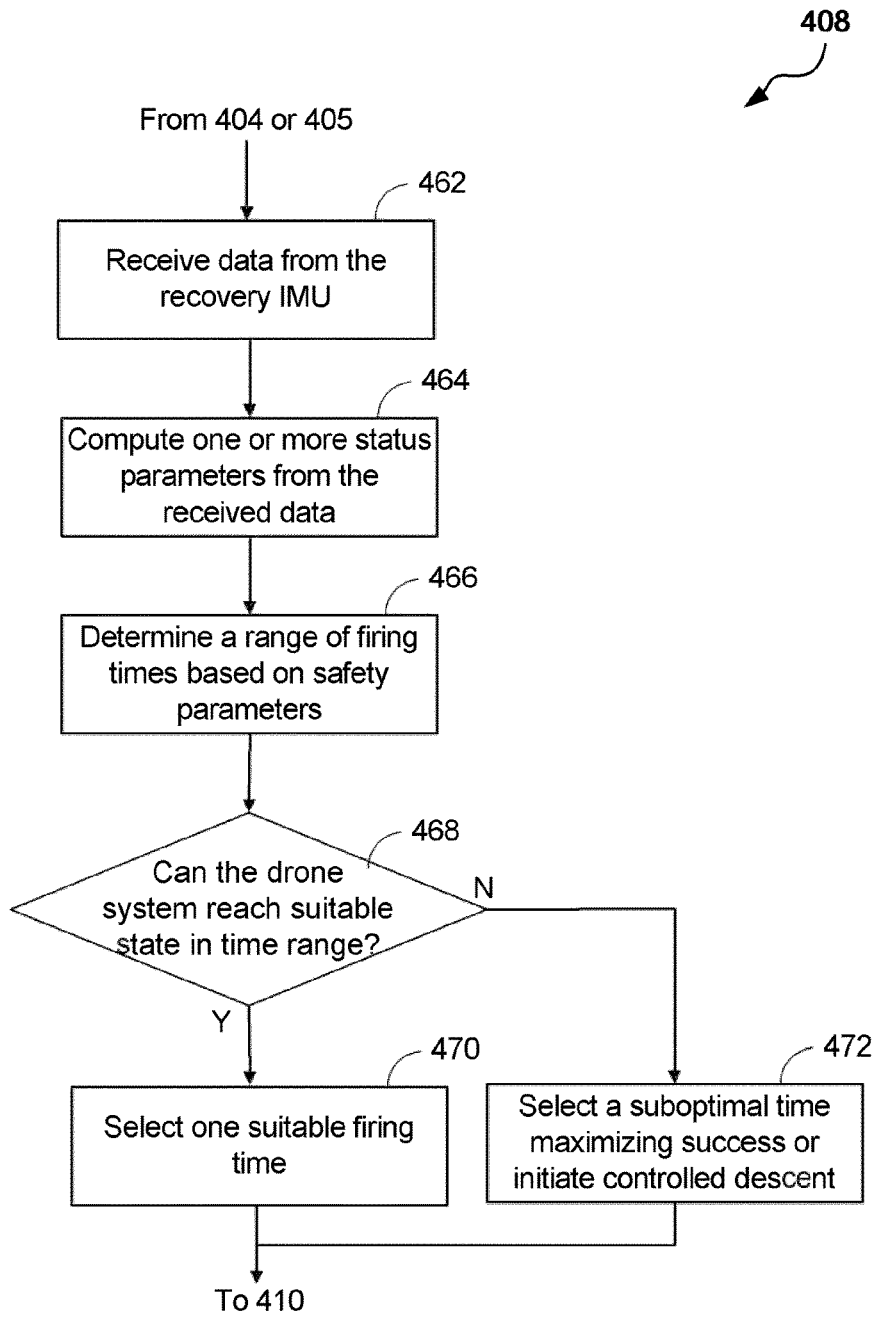 408
From 404 or 405
462
Receive data from the
recovery IMU
464
Compute one or more status
parameters from the
received data
466
Determine a range of firing
times based on safety
parameters
468
Can the drone
system reach suitable
state in time range?
N
Y
470
Select one suitable firing
time
472
Select a suboptimal time
maximizing success or
initiate controlled descent
To 410